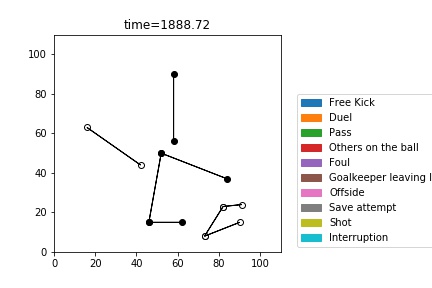 time=1888.72
100
80
60
40
20
0
0 20 40 60 80 100
Free Kick
Duel
Pass
Others on the ball
Foul
Goalkeeper leaving l
Offside
Save attempt
Shot
Interruption